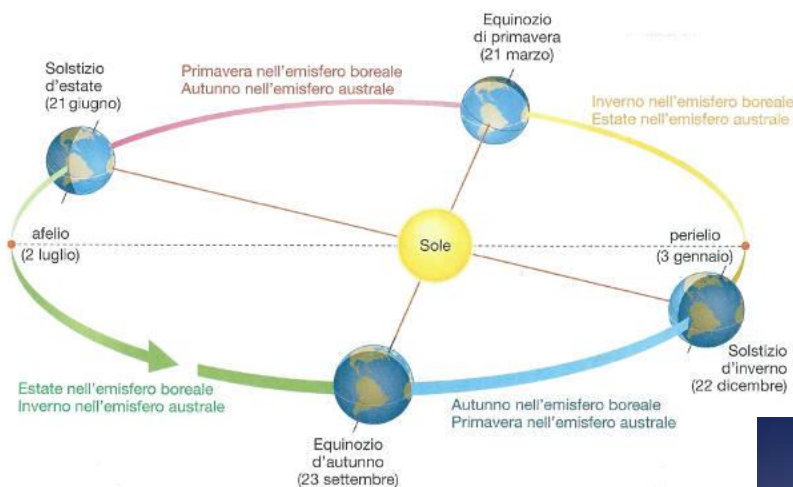 Equinozio
di primavera
(21 marzo)
Solstizio
d'estate
(21 giugno)
Primavera nell'emisfero boreale
Autunno nell'emisfero australe
Inverno nell'emisfero boreale
Estate nell'emisfero australe
afelio
(2 luglio)
Sole
perielio
(3 gennaio)
Solstizio
d'inverno
(22 dicembre)
Estate nell'emisfero boreale
Inverno nell'emisfero australe
Autunno nell'emisfero boreale
Primavera nell'emisfero australe
Equinozio
d'autunno
(23 settembre)